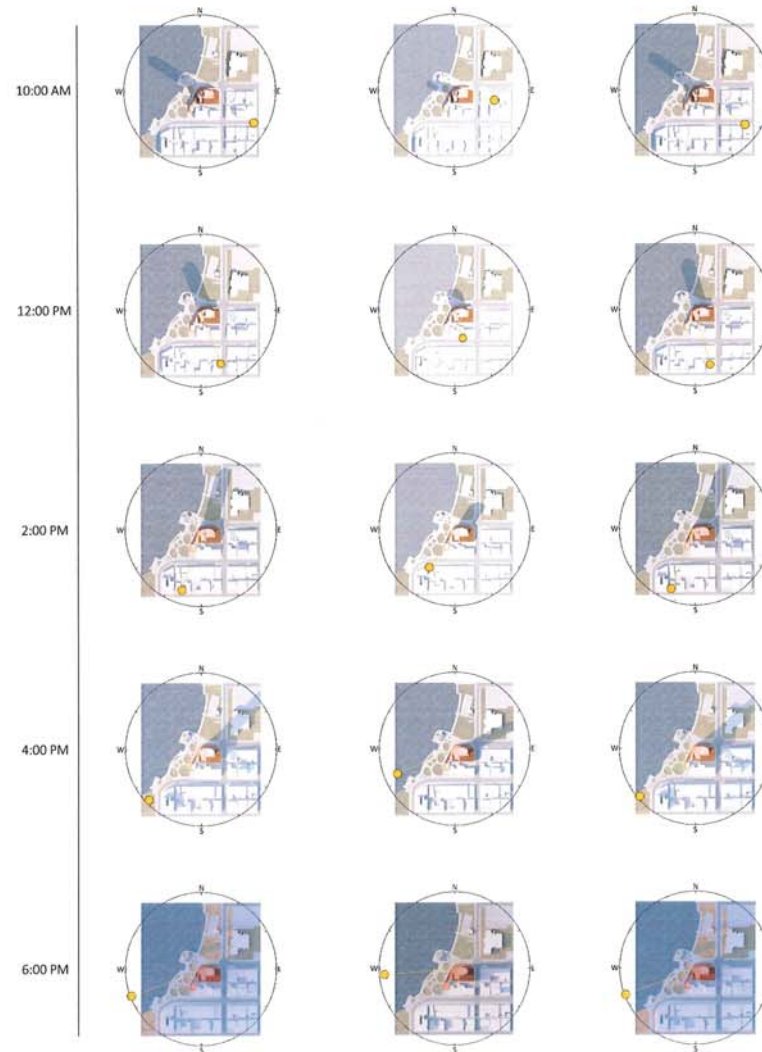 N N N
10:00 AM W E W E W E
S S S
N N N
12:00 PM W E W E W E
S S S
N N N
2:00 PM W E W E W E
S S S
N N N
4:00 PM W E W E W E
S S S
N N N
6:00 PM W E W E W E
S S S